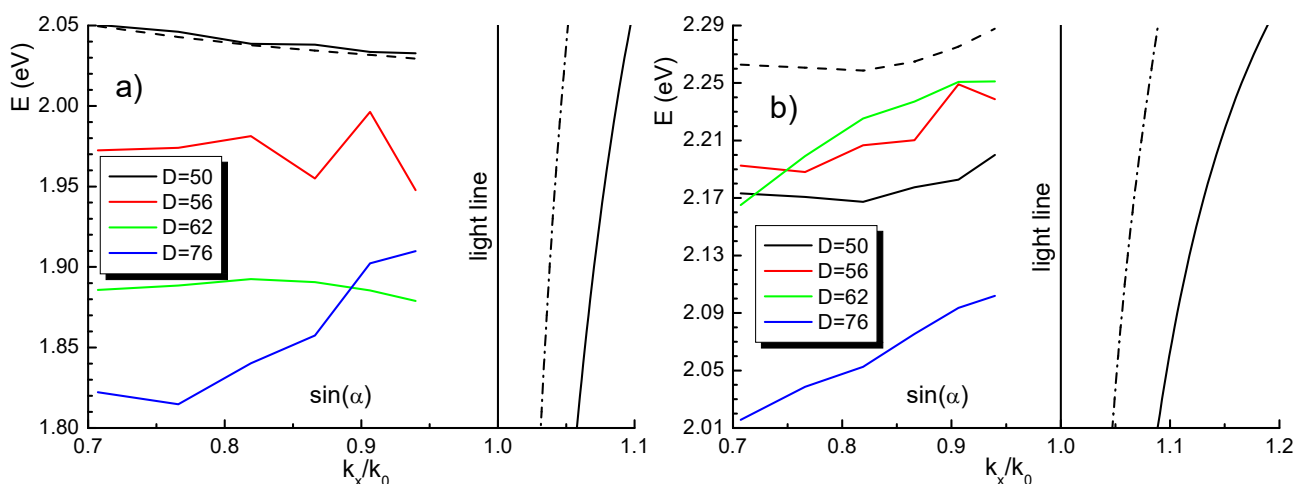 2.05
2.00
1.95
1.90
1.85
1.80
E (eV)
a)
D=50
D=56
D=62
D=76
sin(α)
light line
0.7
0.8
0.9
1.0
1.1
k_x/k_0
2.29
2.25
2.21
2.17
2.13
2.09
2.05
2.01
E (eV)
b)
D=50
D=56
D=62
D=76
sin(α)
light line
0.7
0.8
0.9
1.0
1.1
1.2
k_x/k_0